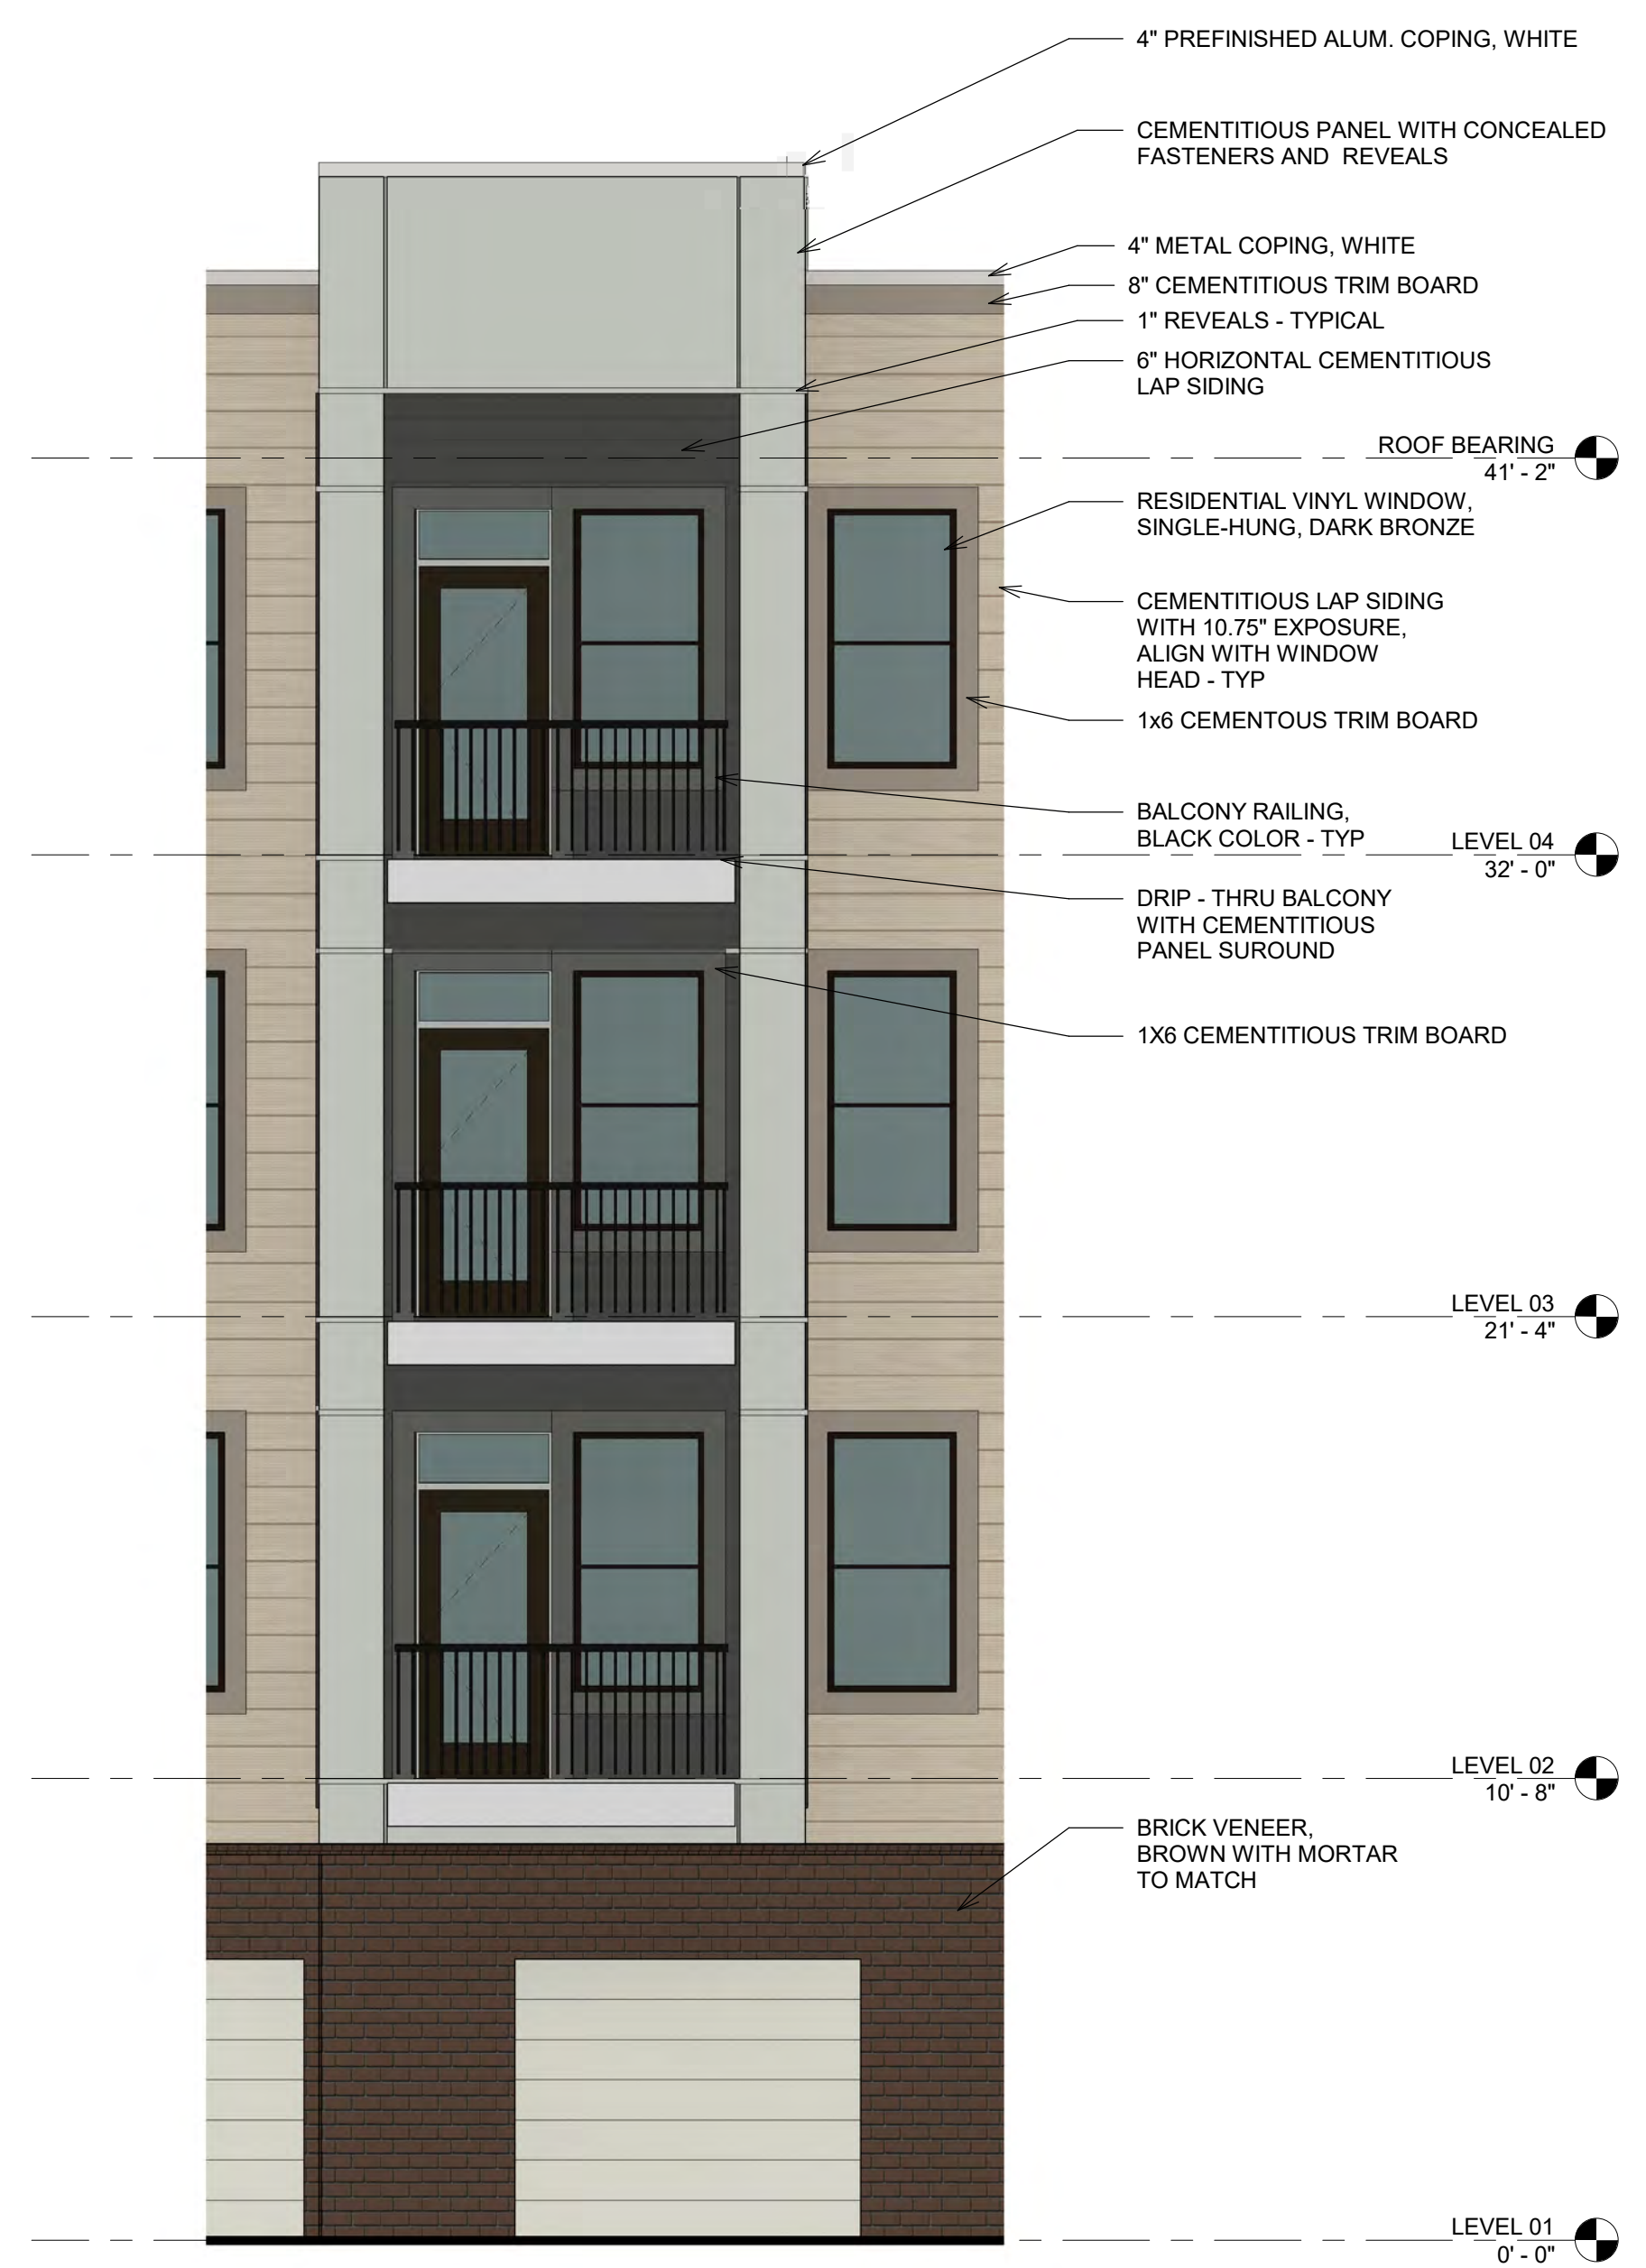 4" PREFINISHED ALUM. COPING, WHITE
CEMENTITIOUS PANEL WITH CONCEALED
FASTENERS AND REVEALS
4" METAL COPING, WHITE
8" CEMENTITIOUS TRIM BOARD
1" REVEALS - TYPICAL
6" HORIZONTAL CEMENTITIOUS
LAP SIDING
ROOF BEARING
41' - 2"
RESIDENTIAL VINYL WINDOW,
SINGLE-HUNG, DARK BRONZE
CEMENTITIOUS LAP SIDING
WITH 10.75" EXPOSURE,
ALIGN WITH WINDOW
HEAD - TYP
1x6 CEMENTOUS TRIM BOARD
BALCONY RAILING,
BLACK COLOR - TYP
LEVEL 04
32' - 0"
DRIP - THRU BALCONY
WITH CEMENTITIOUS
PANEL SUROUND
1X6 CEMENTITIOUS TRIM BOARD
LEVEL 03
21' - 4"
LEVEL 02
10' - 8"
BRICK VENEER,
BROWN WITH MORTAR
TO MATCH
LEVEL 01
0' - 0"